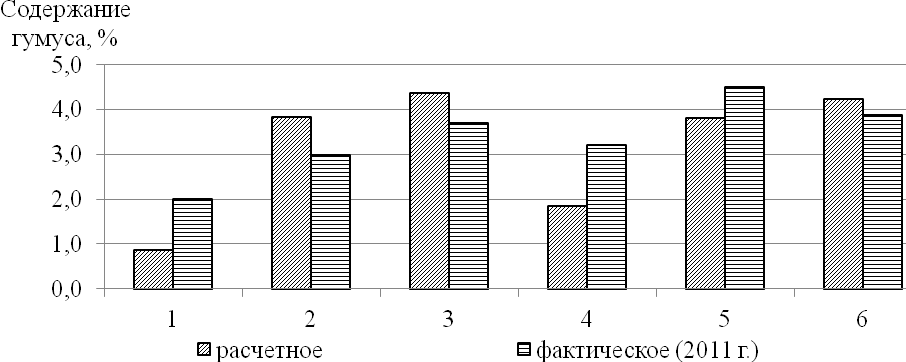 Содержание
гумуса, %
5,0
4,0
3,0
2,0
1,0
0,0
1 2 3 4 5 6
расчетное фактическое (2011 г.)